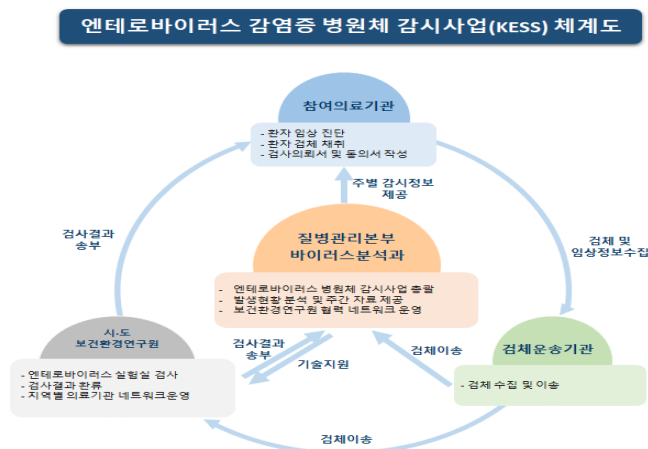 엔테로바이러스 감염증 병원체 감시사업(KESS) 체계도
참여의료기관
- 환자 임상 진단
- 환자 검체 채취
- 검사의뢰서 및 동의서 작성
주별 감시정보
제공
검사결과
송부
검체 및
임상정보수집
질병관리본부
바이러스분석과
- 엔테로바이러스 병원체 감시사업 총괄
- 발생현황 분석 및 주간 자료 제공
- 보건환경연구원 협력 네트워크 운영
시·도
보건환경연구원
- 엔테로바이러스 실험실 검사
- 검사결과 환류
- 지역별 의료기관 네트워크운영
검사결과
송부
기술지원
검체이송
검체운송기관
- 검체 수집 및 이송
검체이송